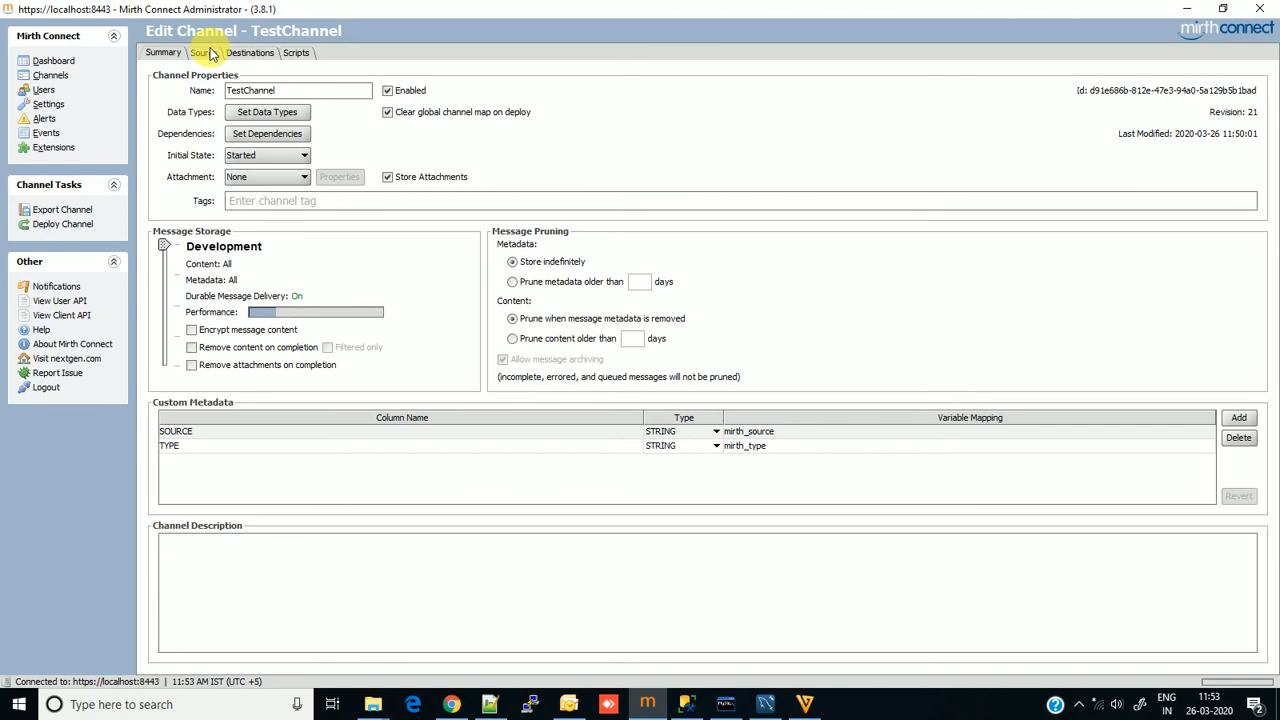 https://localhost:8443 - Mirth Connect Administrator - (3.8.1)
Mirth Connect
Dashboard
Channels
Users
Settings
Alerts
Events
Extensions
Channel Tasks
Export Channel
Deploy Channel
Other
Notifications
View User API
View Client API
Help
About Mirth Connect
Visit nextgen.com
Report Issue
Logout
Edit Channel - TestChannel
mirthconnect
Summary Source Destinations Scripts
Channel Properties
Name: TestChannel Enabled Id: d91e686b-812e-47e3-94a0-5a129b5b1bad
Data Types: Set Data Types Clear global channel map on deploy Revision: 21
Dependencies: Set Dependencies Last Modified: 2020-03-26 11:50:01
Initial State: Started
Attachment: None Properties Store Attachments
Tags: Enter channel tag
Message Storage
Development
Content: All
Metadata: All
Durable Message Delivery: On
Performance:
Encrypt message content
Remove content on completion Filtered only
Remove attachments on completion
Message Pruning
Metadata:
Store indefinitely
Prune metadata older than days
Content:
Prune when message metadata is removed
Prune content older than days
Allow message archiving
(incomplete, errored, and queued messages will not be pruned)
Custom Metadata
Column Name Type Variable Mapping Add
SOURCE STRING mirth_source
Delete
TYPE STRING mirth_type
Revert
Channel Description
Connected to: https://localhost:8443 | 11:53 AM IST (UTC +5)
Type here to search
ENG 11:53
IN 26-03-2020